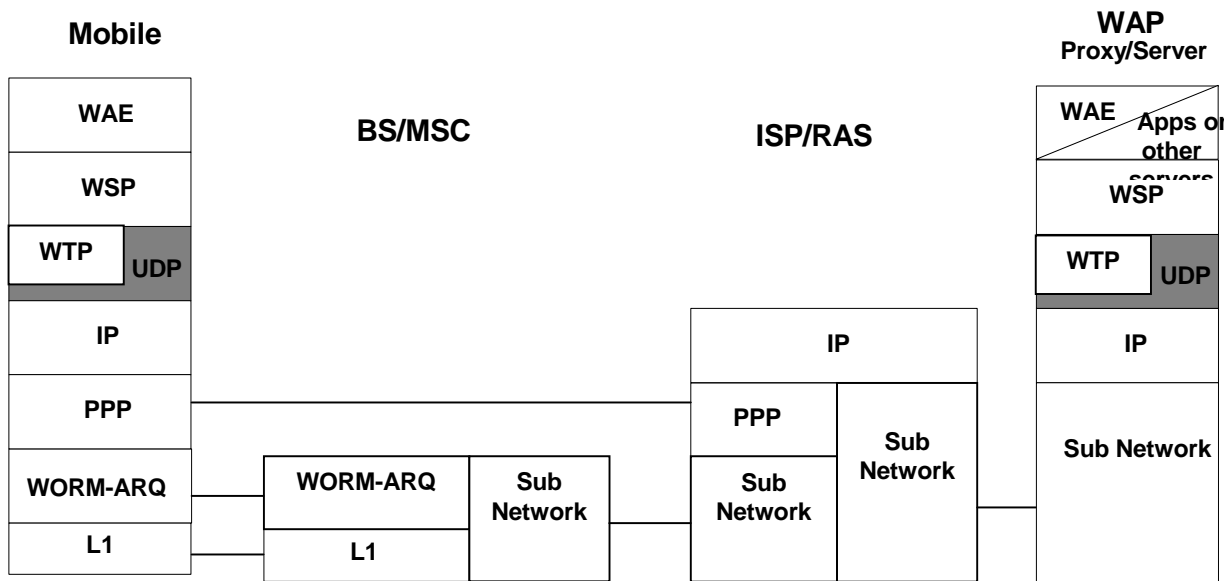 Mobile
WAP
Proxy/Server
BS/MSC
ISP/RAS
WAE
WSP
WTP
UDP
IP
PPP
WORM-ARQ
L1
WORM-ARQ
L1
Sub
Network
IP
PPP
Sub
Network
Sub
Network
WAE
Apps or
other
servers
WSP
WTP
UDP
IP
Sub Network